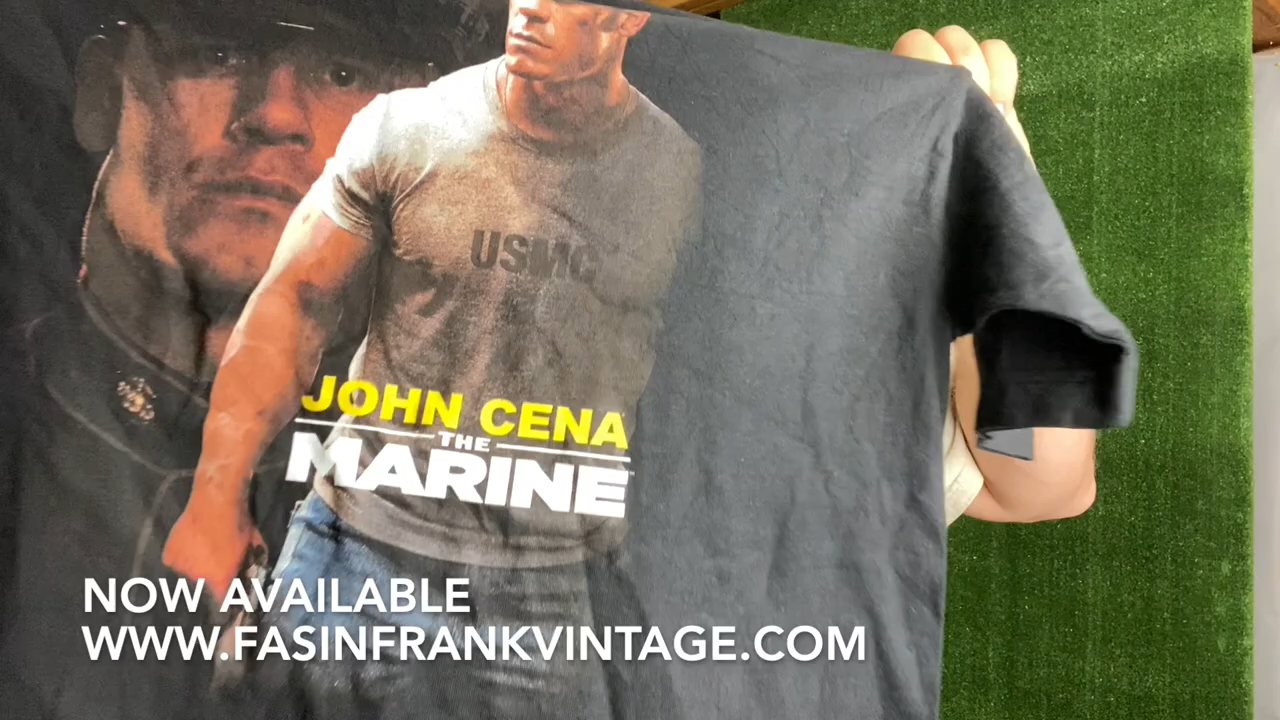 USMC
JOHN CENA
THE
MARINE
NOW AVAILABLE
WWW.FASINFRANKVINTAGE.COM